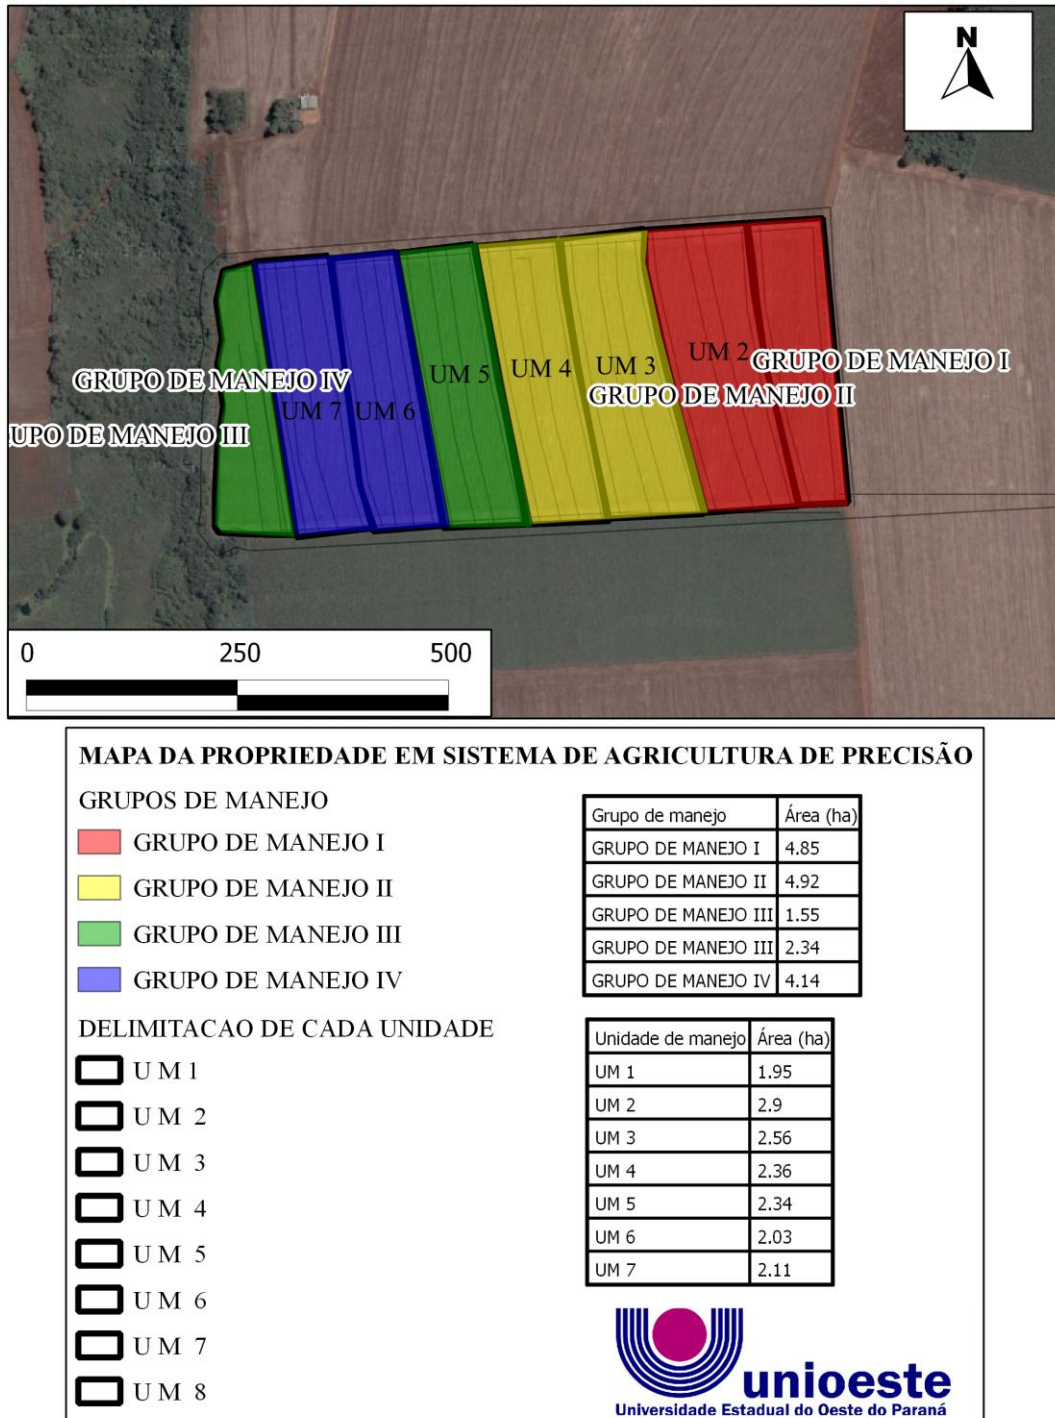 N
UM 2
GRUPO DE MANEJO I
UM 3
GRUPO DE MANEJO II
UM 4
UM 5
GRUPO DE MANEJO IV
UM 7
UM 6
UPO DE MANEJO III
0 250 500
MAPA DA PROPRIEDADE EM SISTEMA DE AGRICULTURA DE PRECISÃO
GRUPOS DE MANEJO
GRUPO DE MANEJO I
GRUPO DE MANEJO II
GRUPO DE MANEJO III
GRUPO DE MANEJO IV
DELIMITACAO DE CADA UNIDADE
U M 1
U M 2
U M 3
U M 4
U M 5
U M 6
U M 7
U M 8
Grupo de manejo Área (ha)
GRUPO DE MANEJO I 4.85
GRUPO DE MANEJO II 4.92
GRUPO DE MANEJO III 1.55
GRUPO DE MANEJO III 2.34
GRUPO DE MANEJO IV 4.14
Unidade de manejo Área (ha)
UM 1 1.95
UM 2 2.9
UM 3 2.56
UM 4 2.36
UM 5 2.34
UM 6 2.03
UM 7 2.11
unioeste
Universidade Estadual do Oeste do Paraná